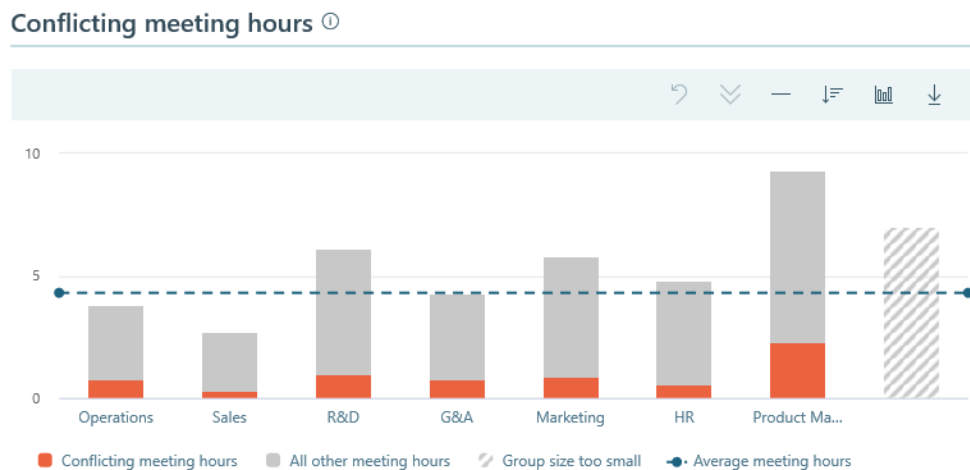 Conflicting meeting hours
10
5
0
Operations Sales R&D G&A Marketing HR Product Ma...
Conflicting meeting hours All other meeting hours Group size too small Average meeting hours